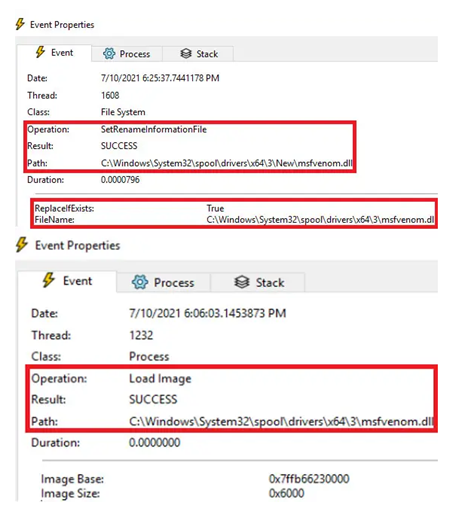 Event Properties
Event Process Stack
Date: 7/10/2021 6:25:37.7441178 PM
Thread: 1608
Class: File System
Operation: SetRenameInformationFile
Result: SUCCESS
Path: C:\Windows\System32\spool\drivers\x64\3\New\msfvenom.dll
Duration: 0.0000796
ReplaceIfExists: True
FileName: C:\Windows\System32\spool\drivers\x64\3\msfvenom.dll
Event Properties
Event Process Stack
Date: 7/10/2021 6:06:03.1453873 PM
Thread: 1232
Class: Process
Operation: Load Image
Result: SUCCESS
Path: C:\Windows\System32\spool\drivers\x64\3\msfvenom.dll
Duration: 0.0000000
Image Base: 0x7ffb66230000
Image Size: 0x6000